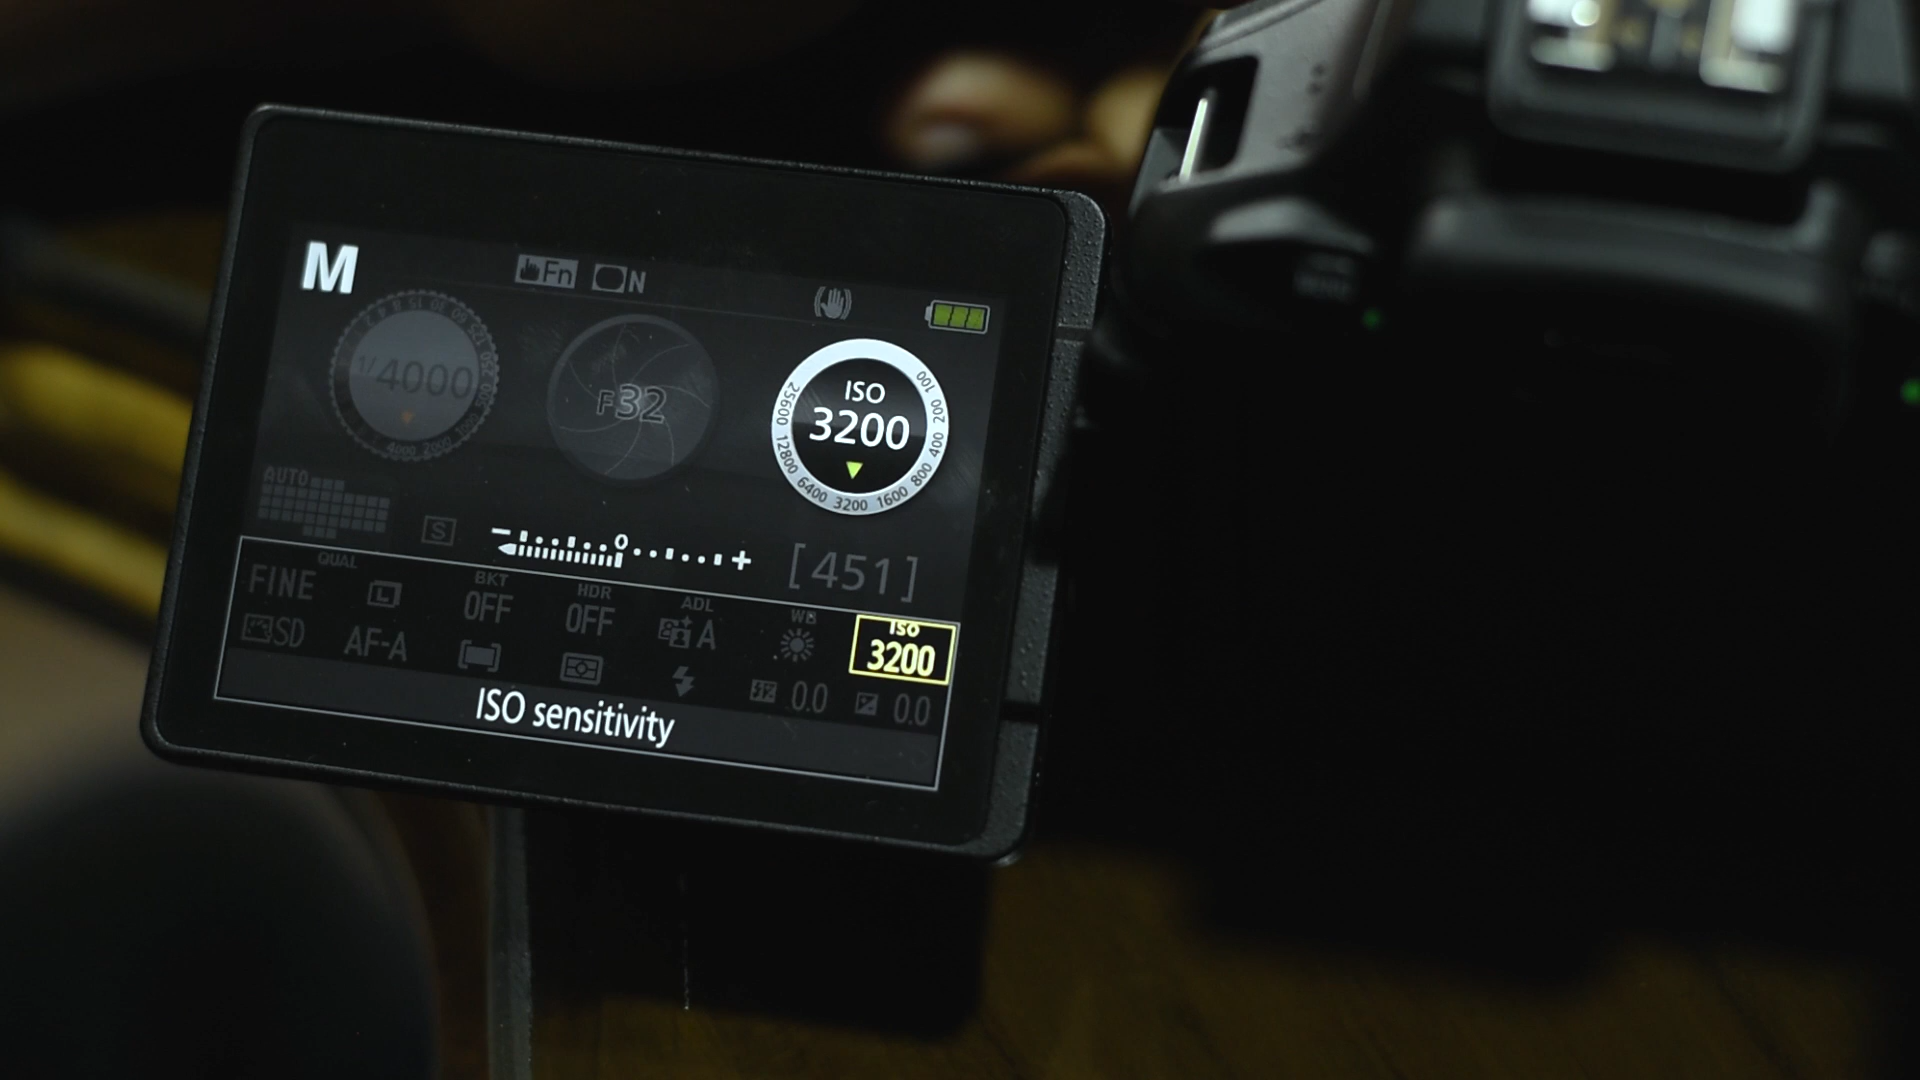 M
Fn N
1/4000
F32
ISO
3200
100 200 400 800 1600 3200 6400 12800 25600
AUTO
S
− 0 +
[451]
QUAL
FINE
L
BKT
OFF
HDR
OFF
ADL
A
WB
ISO
3200
SD
AF-A
0.0
0.0
ISO sensitivity